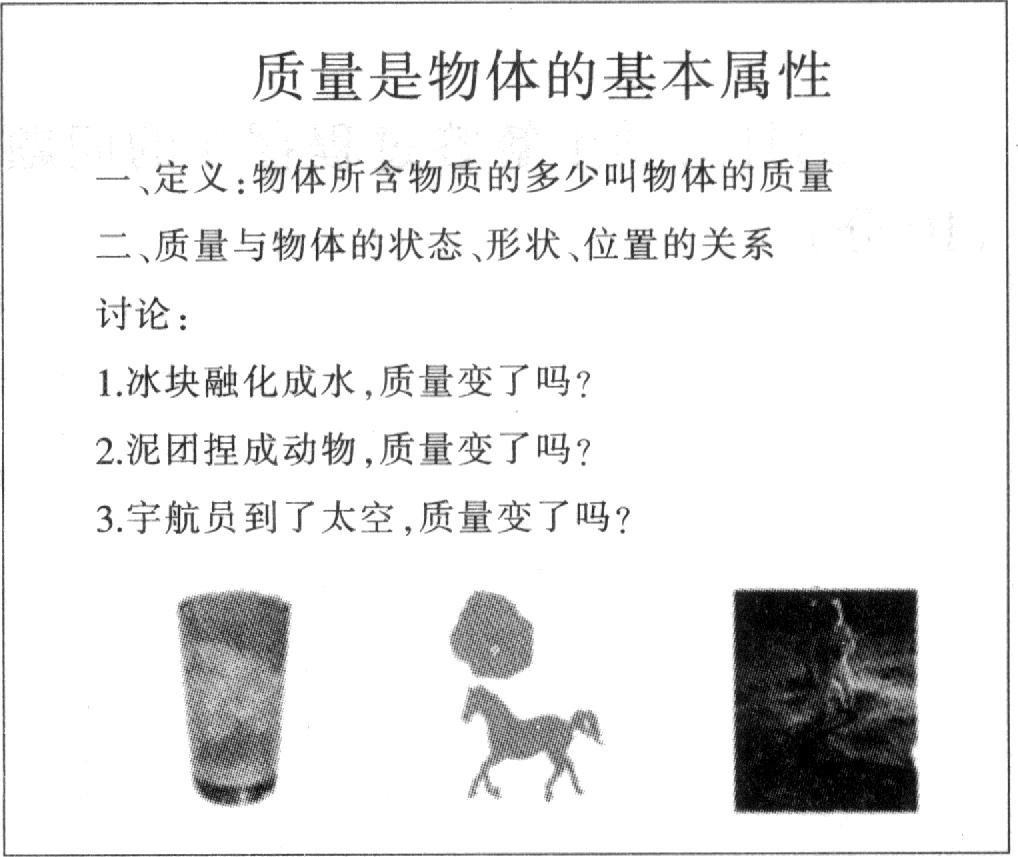 质量是物体的基本属性
一、定义:物体所含物质的多少叫物体的质量
二、质量与物体的状态、形状、位置的关系
讨论:
1.冰块融化成水,质量变了吗?
2.泥团捏成动物,质量变了吗?
3.宇航员到了太空,质量变了吗?